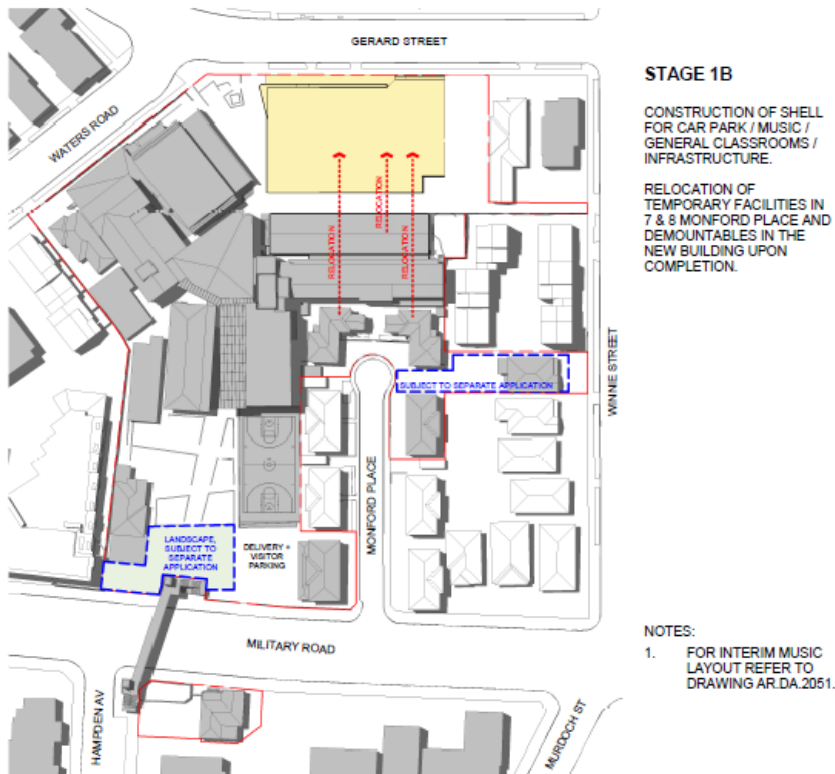 GERARD STREET
WATERS ROAD
STAGE 1B
CONSTRUCTION OF SHELL
FOR CAR PARK / MUSIC /
GENERAL CLASSROOMS /
INFRASTRUCTURE.
RELOCATION OF
TEMPORARY FACILITIES IN
7 & 8 MONFORD PLACE AND
DEMOUNTABLES IN THE
NEW BUILDING UPON
COMPLETION.
RELOCATION
RELOCATION
RELOCATION
WINNIE STREET
SUBJECT TO SEPARATE APPLICATION
MONFORD PLACE
LANDSCAPE,
SUBJECT TO
SEPARATE
APPLICATION
DELIVERY +
VISITOR
PARKING
MILITARY ROAD
HAMPDEN AV
MURDOCH ST
NOTES:
1. FOR INTERIM MUSIC
LAYOUT REFER TO
DRAWING AR.DA.2051.